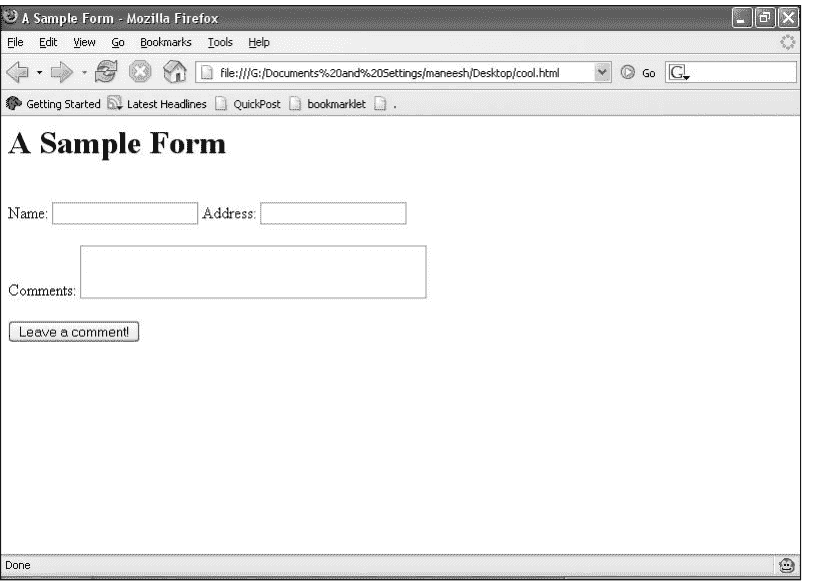 A Sample Form - Mozilla Firefox
File Edit View Go Bookmarks Tools Help
file:///G:/Documents%20and%20Settings/maneesh/Desktop/cool.html Go G
Getting Started Latest Headlines QuickPost bookmarklet .
A Sample Form
Name: Address:
Comments:
Leave a comment!
Done